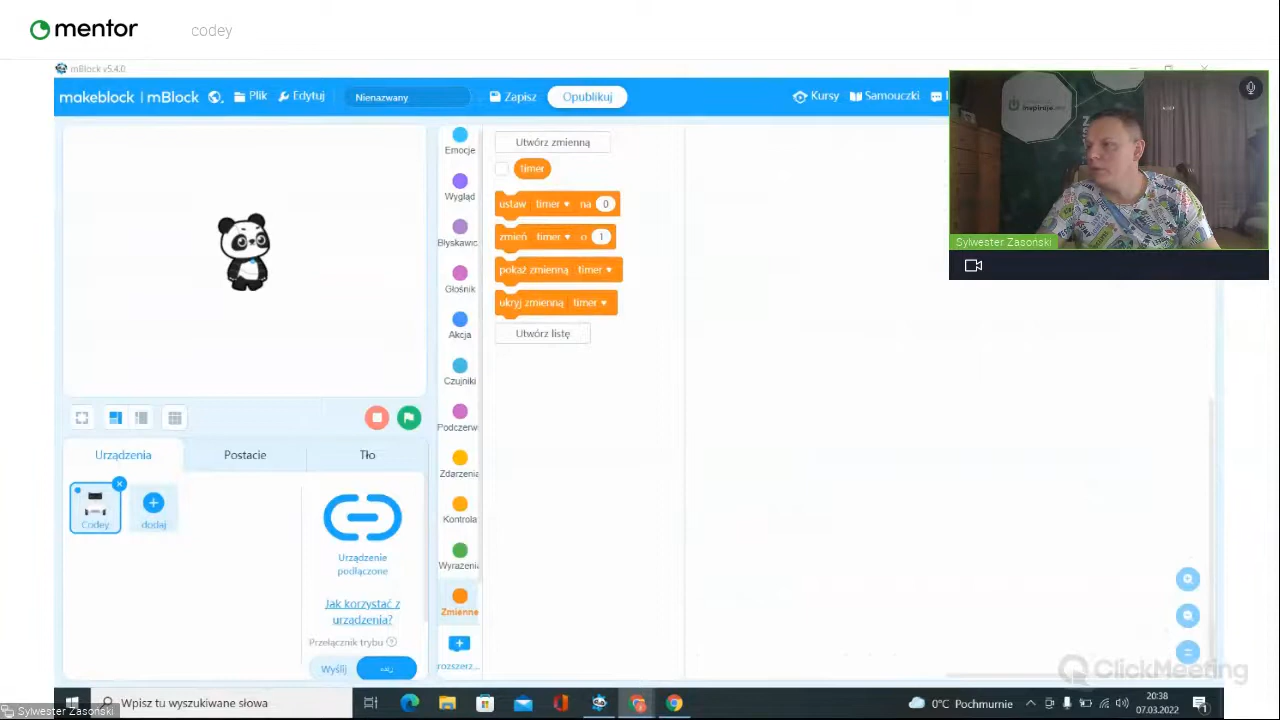 mentor
codey
mBlock v5.4.0
makeblock | mBlock
Plik
Edytuj
Nienazwany
Zapisz
Opublikuj
Kursy
Samouczki
Emocje
Wygląd
Błyskawic
Głośnik
Akcja
Czujniki
Podczerw
Zdarzenia
Kontrola
Wyrażenia
Zmienne
rozszerz...
Utwórz zmienną
timer
ustaw timer na 0
zmień timer o 1
pokaż zmienną timer
ukryj zmienną timer
Utwórz listę
Sylwester Zasoński
Urządzenia
Postacie
Tło
Codey
dodaj
Urządzenie
podłączone
Jak korzystać z
urządzenia?
Przełącznik trybu
Wyślij
ClickMeeting
Wpisz tu wyszukiwane słowa
0°C Pochmurnie
20:38
07.03.2022
1
Sylwester Zasoński